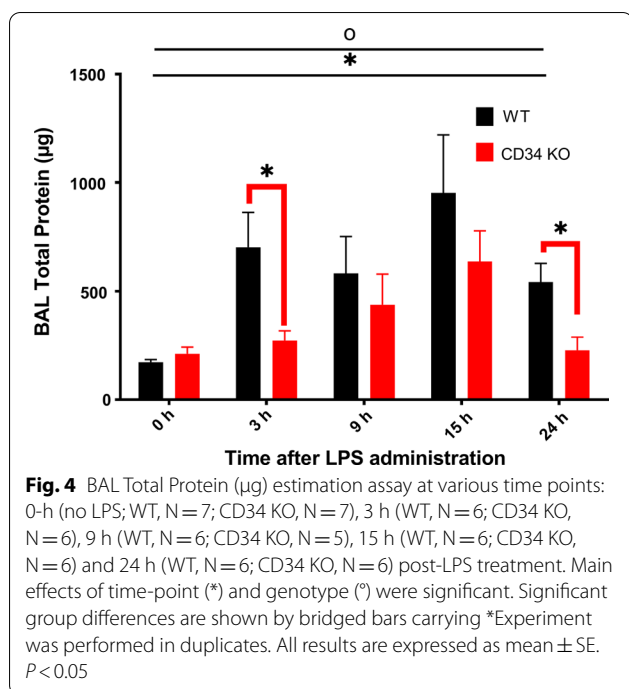 o
*
1500
WT
CD34 KO
*
1000
*
500
0
BAL Total Protein (µg)
0 h
3 h
9 h
15 h
24 h
Time after LPS administration
Fig. 4 BAL Total Protein (µg) estimation assay at various time points:
0-h (no LPS; WT, N = 7; CD34 KO, N = 7), 3 h (WT, N = 6; CD34 KO,
N = 6), 9 h (WT, N = 6; CD34 KO, N = 5), 15 h (WT, N = 6; CD34 KO,
N = 6) and 24 h (WT, N = 6; CD34 KO, N = 6) post-LPS treatment. Main
effects of time-point (*) and genotype (°) were significant. Significant
group differences are shown by bridged bars carrying *Experiment
was performed in duplicates. All results are expressed as mean ± SE.
P < 0.05